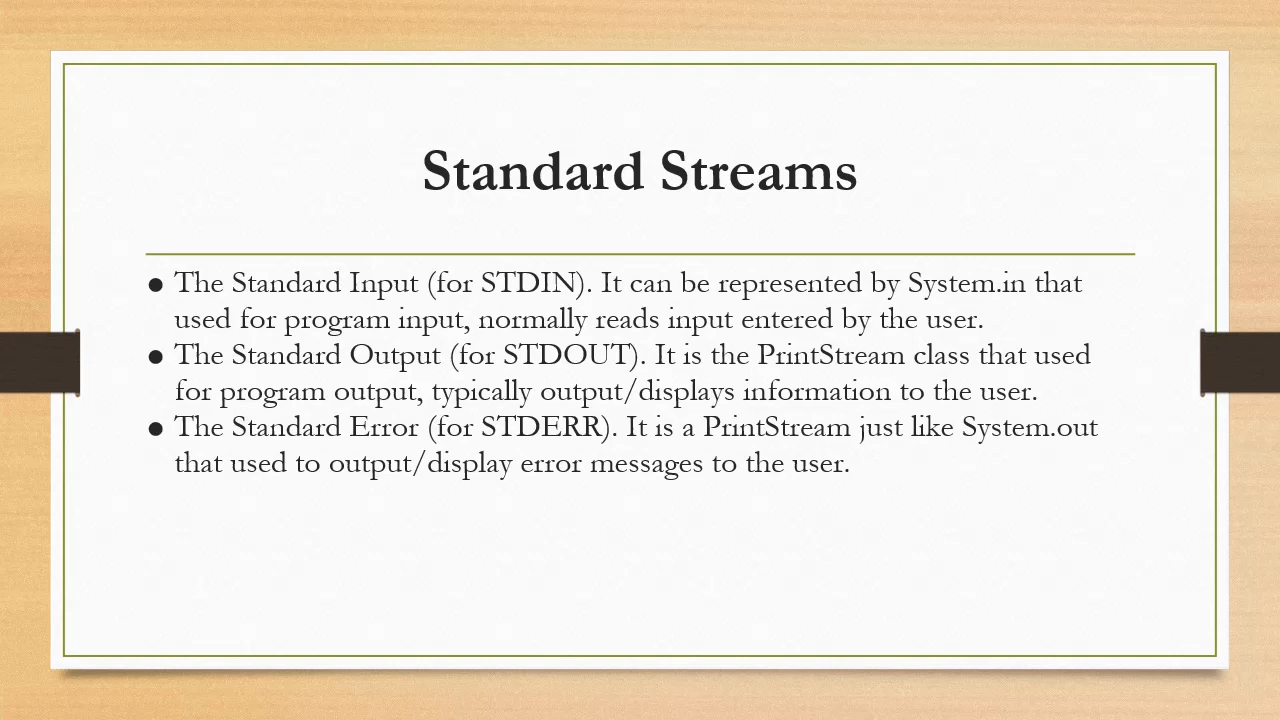 Standard Streams
● The Standard Input (for STDIN). It can be represented by System.in that
used for program input, normally reads input entered by the user.
● The Standard Output (for STDOUT). It is the PrintStream class that used
for program output, typically output/displays information to the user.
● The Standard Error (for STDERR). It is a PrintStream just like System.out
that used to output/display error messages to the user.